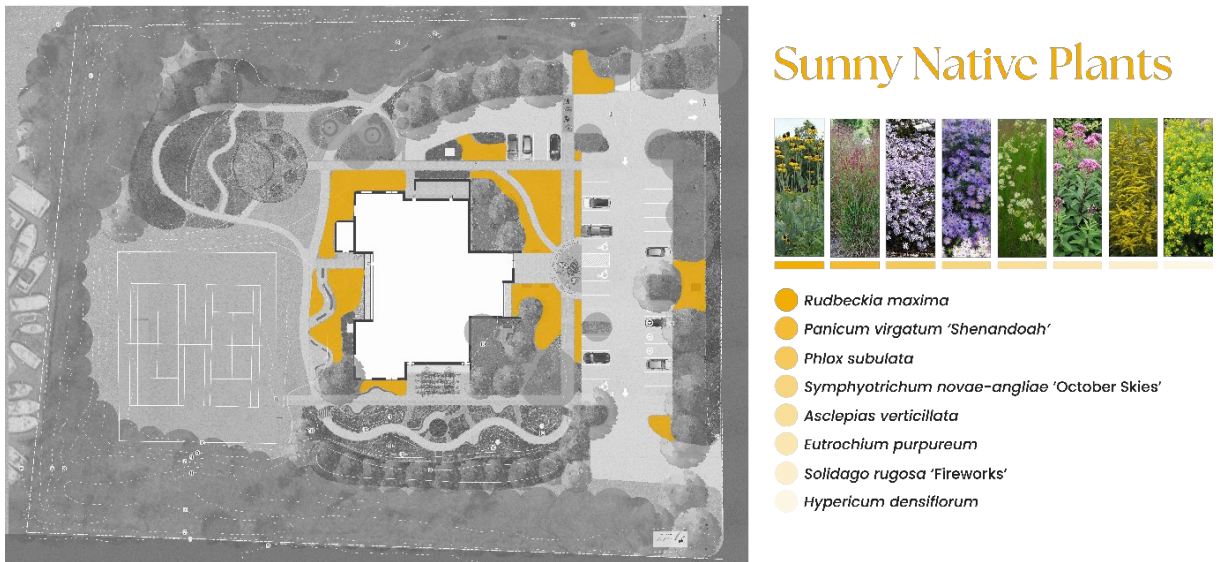 Sunny Native Plants
Rudbeckia maxima
Panicum virgatum ‘Shenandoah’
Phlox subulata
Symphyotrichum novae-angliae ‘October Skies’
Asclepias verticillata
Eutrochium purpureum
Solidago rugosa ‘Fireworks’
Hypericum densiflorum